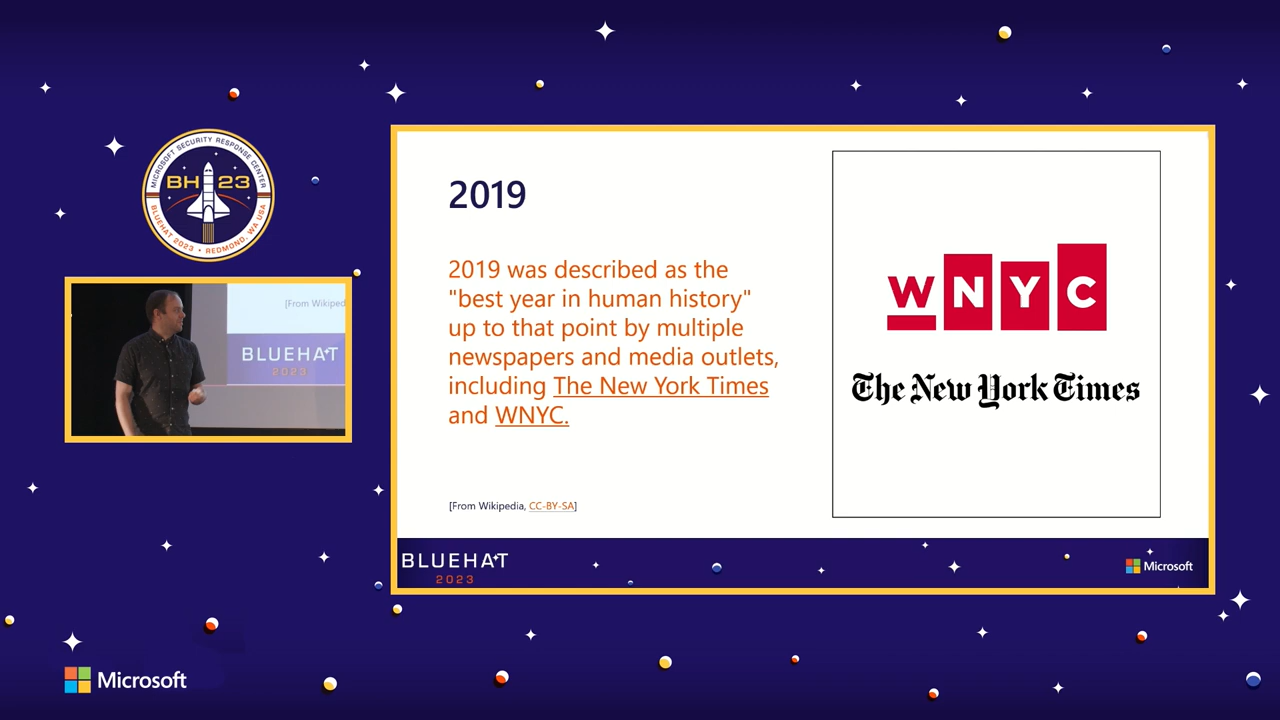 MICROSOFT SECURITY RESPONSE CENTER
BH 23
BLUEHAT 2023 • REDMOND, WA USA
[From Wikiped
BLUEHAT
2023
2019
2019 was described as the
"best year in human history"
up to that point by multiple
newspapers and media outlets,
including The New York Times
and WNYC.
[From Wikipedia, CC-BY-SA]
WNYC
The New York Times
BLUEHAT
2023
Microsoft
Microsoft